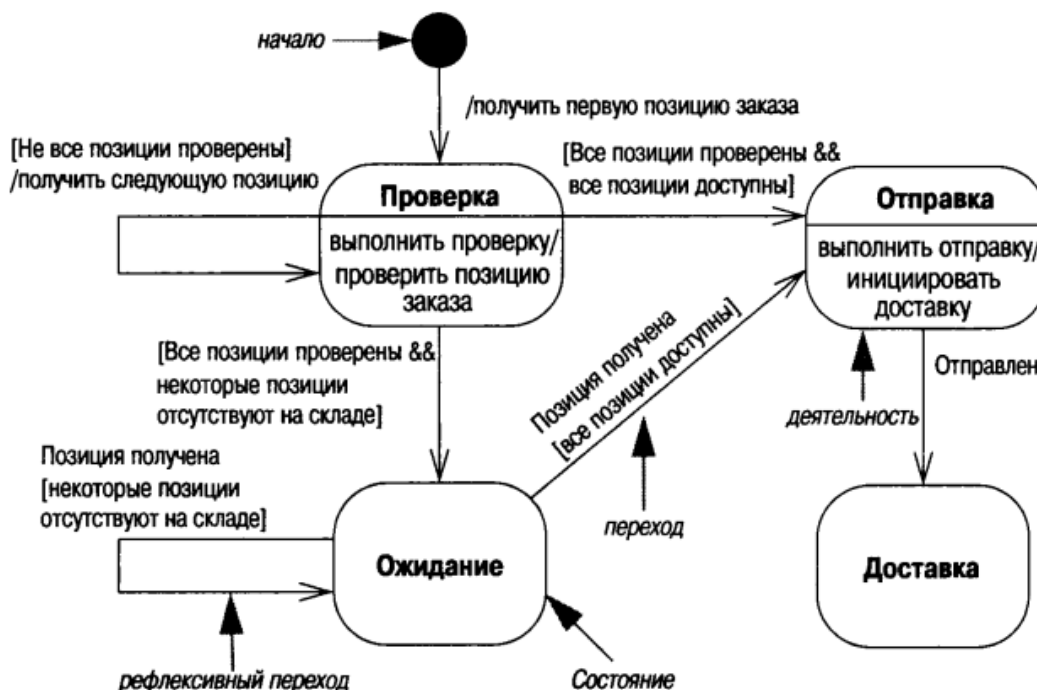 начало
/получить первую позицию заказа
[Не все позиции проверены]
/получить следующую позицию
[Все позиции проверены &&
все позиции доступны]
Проверка
выполнить проверку/
проверить позицию
заказа
Отправка
выполнить отправку/
инициировать
доставку
[Все позиции проверены &&
некоторые позиции
отсутствуют на складе]
Позиция получена
[все позиции доступны]
Отправлен
деятельность
Позиция получена
[некоторые позиции
отсутствуют на складе]
переход
Ожидание
Доставка
рефлексивный переход
Состояние